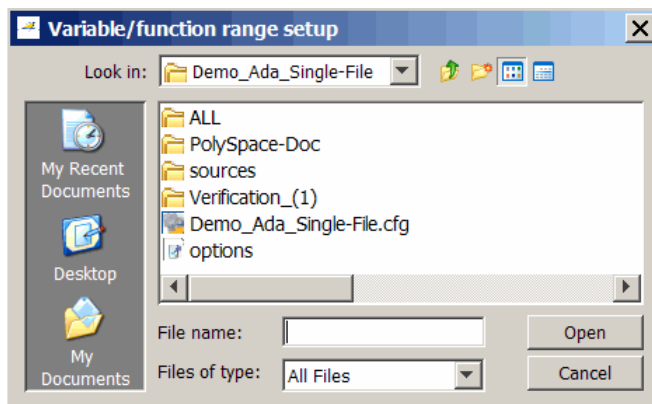 Variable/function range setup
Look in: Demo_Ada_Single-File
My Recent
Documents
Desktop
My
Documents
ALL
PolySpace-Doc
sources
Verification_(1)
Demo_Ada_Single-File.cfg
options
File name: Open
Files of type: All Files Cancel